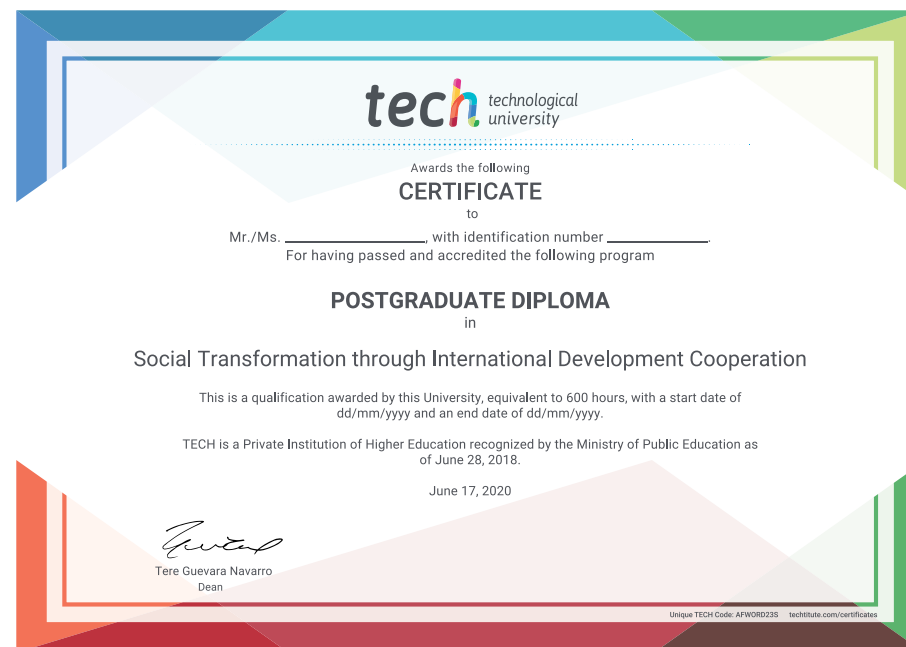 tech technological
university
Awards the following
CERTIFICATE
to
Mr./Ms. ____________________, with identification number ______________.
For having passed and accredited the following program
POSTGRADUATE DIPLOMA
in
Social Transformation through International Development Cooperation
This is a qualification awarded by this University, equivalent to 600 hours, with a start date of
dd/mm/yyyy and an end date of dd/mm/yyyy.
TECH is a Private Institution of Higher Education recognized by the Ministry of Public Education as
of June 28, 2018.
June 17, 2020
Tere Guevara Navarro
Dean
Unique TECH Code: AFWORD23S techtitute.com/certificates